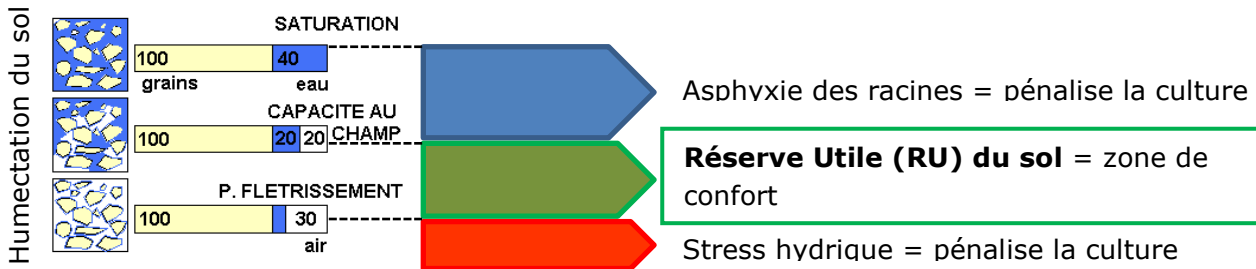 Humectation du sol
SATURATION
100 40
grains eau
CAPACITE AU
CHAMP
100 20 20
P. FLETRISSEMENT
100 30
air
Asphyxie des racines = pénalise la culture
Réserve Utile (RU) du sol = zone de
confort
Stress hydrique = pénalise la culture